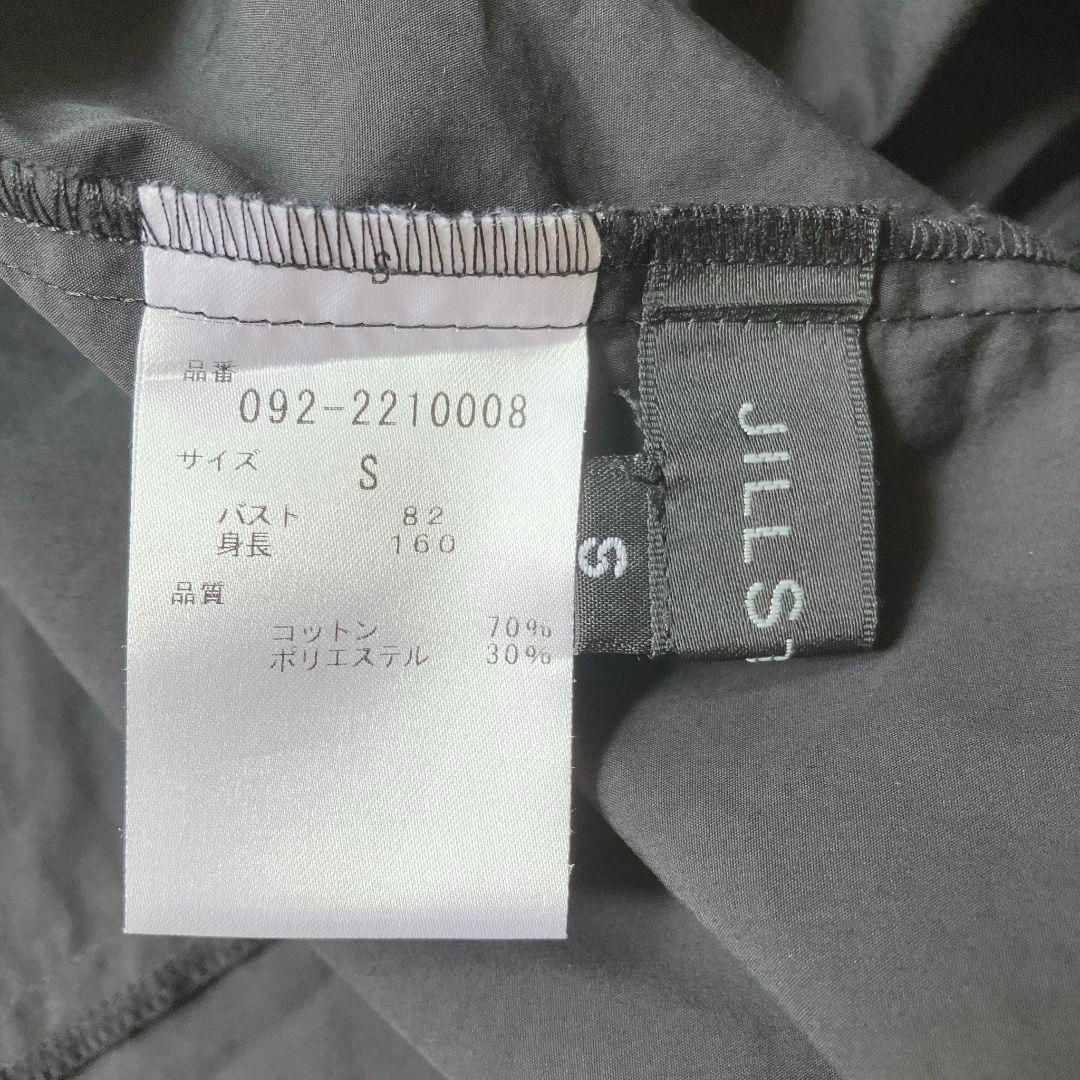 S
品番
092-2210008
サイズ S
バスト 82
身長 160
品質
コットン 70%
ポリエステル 30%
S
JILL